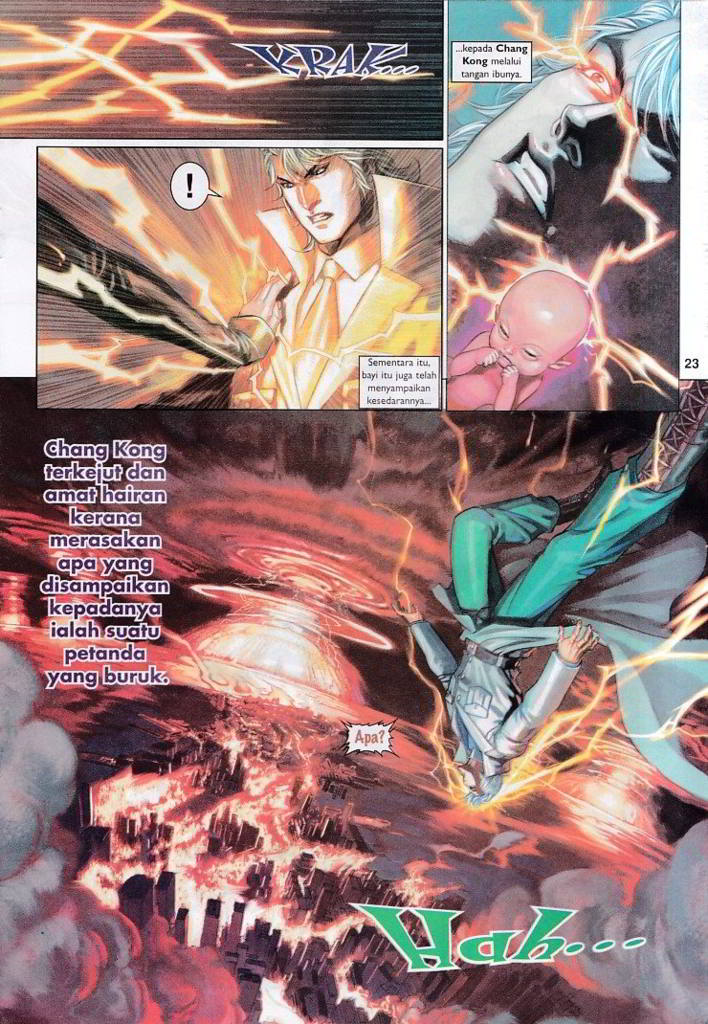 KRAK...
!
Sementara itu,
bayi itu juga telah
menyampaikan
kesedarannya...
...kepada Chang
Kong melalui
tangan ibunya.
23
Chang Kong
terkejut dan
amat hairan
kerana
merasakan
apa yang
disampaikan
kepadanya
ialah suatu
petanda
yang buruk.
Apa?
Hah...